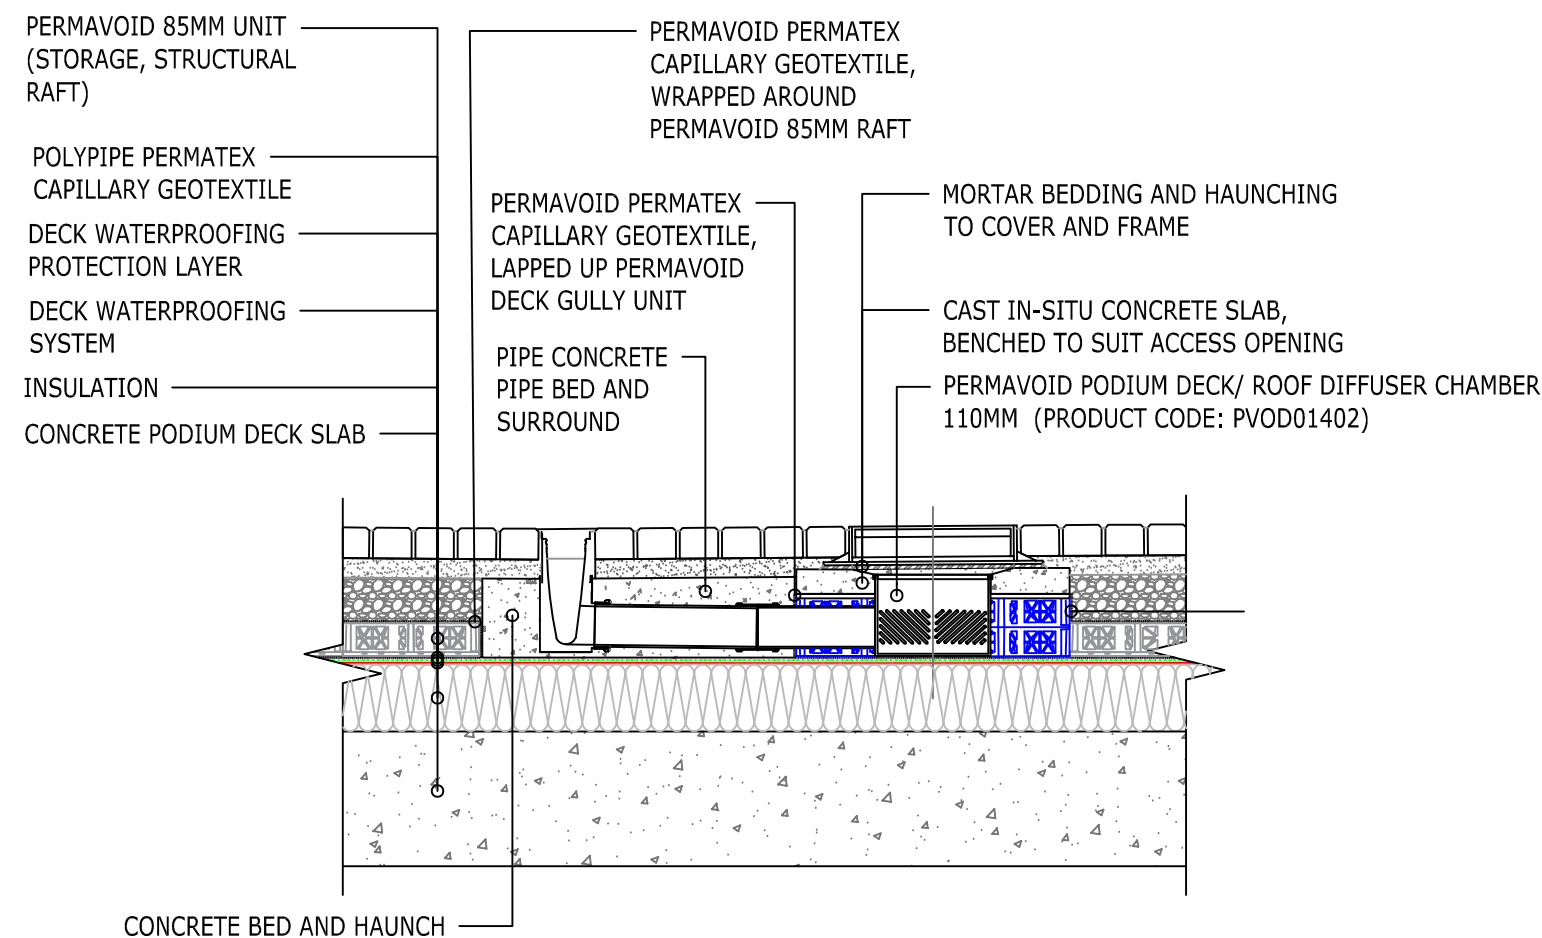 PERMAVOID 85MM UNIT
(STORAGE, STRUCTURAL
RAFT)
POLYPIPE PERMATEX
CAPILLARY GEOTEXTILE
DECK WATERPROOFING
PROTECTION LAYER
DECK WATERPROOFING
SYSTEM
INSULATION
CONCRETE PODIUM DECK SLAB
PERMAVOID PERMATEX
CAPILLARY GEOTEXTILE,
WRAPPED AROUND
PERMAVOID 85MM RAFT
PERMAVOID PERMATEX
CAPILLARY GEOTEXTILE,
LAPPED UP PERMAVOID
DECK GULLY UNIT
PIPE CONCRETE
PIPE BED AND
SURROUND
MORTAR BEDDING AND HAUNCHING
TO COVER AND FRAME
CAST IN-SITU CONCRETE SLAB,
BENCHED TO SUIT ACCESS OPENING
PERMAVOID PODIUM DECK/ ROOF DIFFUSER CHAMBER
110MM (PRODUCT CODE: PVOD01402)
CONCRETE BED AND HAUNCH